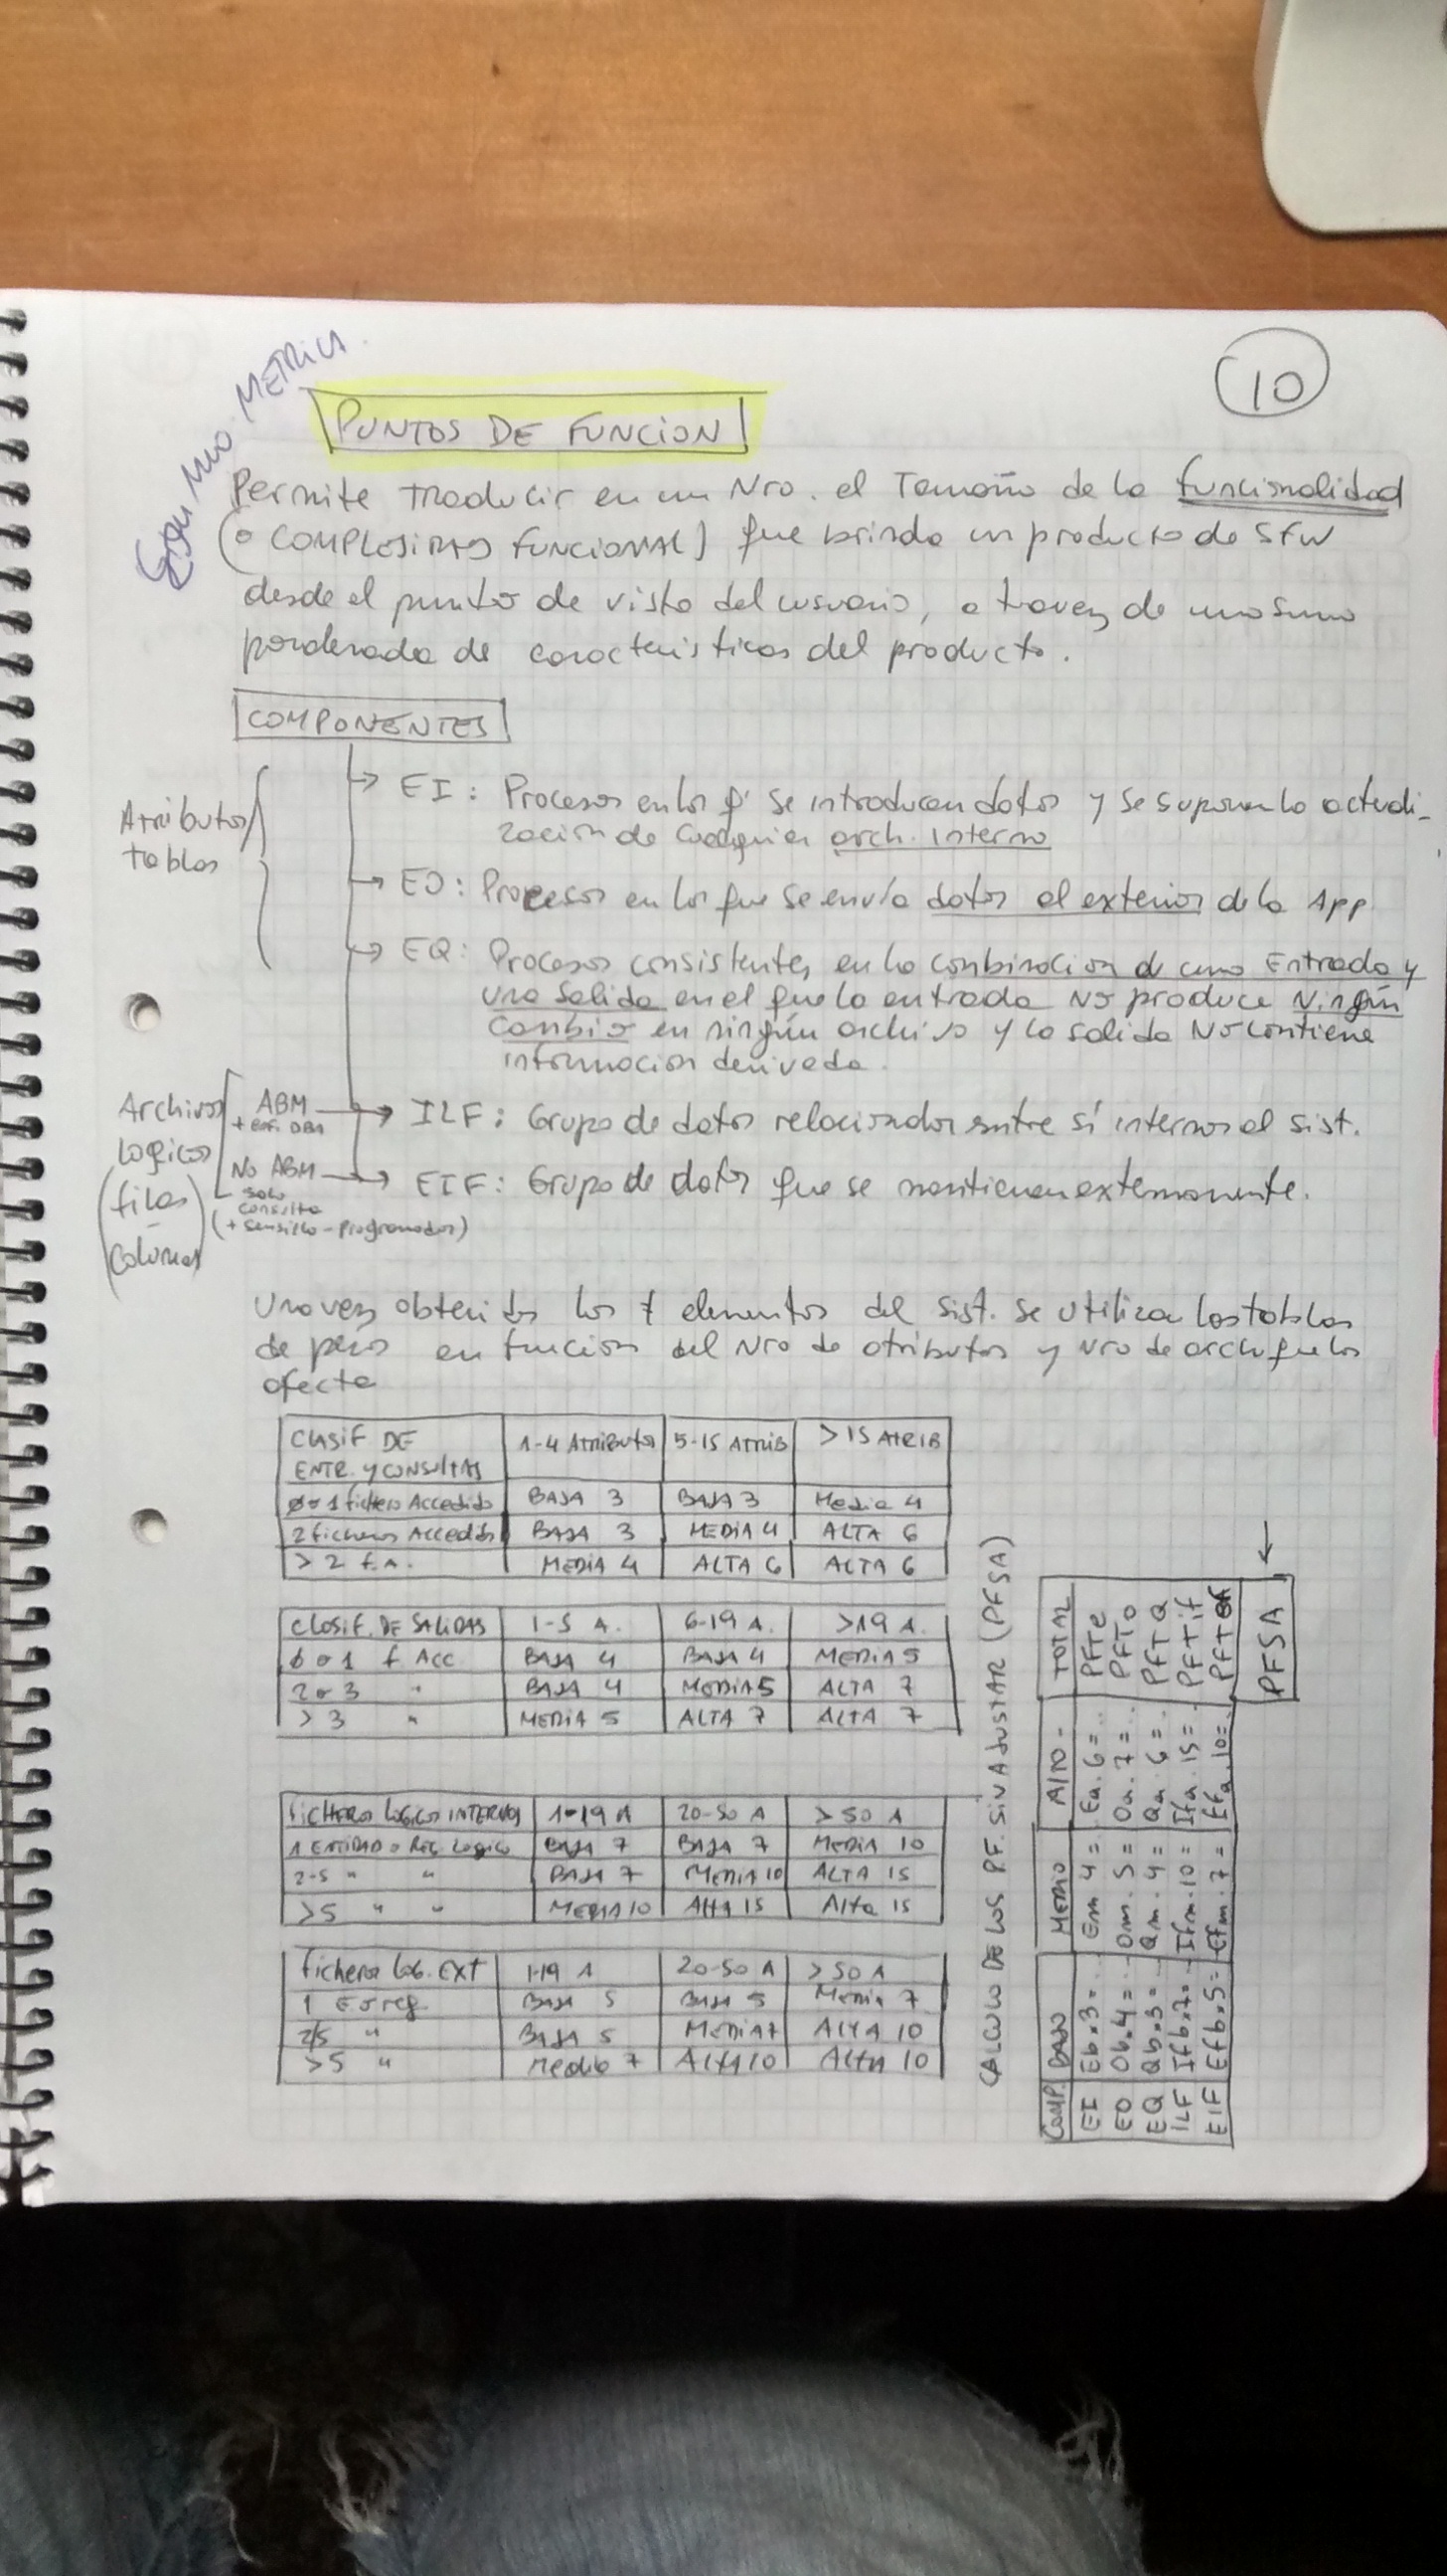 10
METRICA.
PUNTOS DE FUNCION
Permite traducir en un Nro. el Tamaño de la funcionalidad
(o COMPLEJIDAD FUNCIONAL) que brinda un producto de SFW
desde el punto de vista del usuario, a traves de una suma
ponderada de caracteristicas del producto.
COMPONENTES
Atributos/
tablas
EI: Procesos en los q' se introducen datos y se supone la actuali-
zación de cualquier arch. interno
EO: Procesos en los que se envía datos al exterior de la App
EQ: Procesos consistentes en la combinacion de una Entrada y
una Salida en el que la entrada No produce Ningún
Cambio en ningún archivo y la salida No contiene
informacion derivada.
Archivos
Logicos
(filas
-
Columnas)
ABM
ILF: Grupo de datos relacionados entre sí internos al sist.
No ABM
Solo
Consulta
(+ Sencillo - Programador)
EIF: Grupo de datos que se mantienen externamente.
Una vez obtenidos los elementos del sist. se utilizan las tablas
de peso en funcion del Nro de atributos y Nro de arch que los
afecta
CLASIF DE ENTR. Y CONSULTAS | 1-4 Atributos | 5-15 ATRIB | >15 ATRIB
0 o 1 fichero Accedido | BAJA 3 | BAJA 3 | Media 4
2 ficheros Accedidos | BAJA 3 | MEDIA 4 | ALTA 6
>2 f.A. | MEDIA 4 | ALTA 6 | ALTA 6
Clasif. DE SALIDAS | 1-5 A. | 6-19 A. | >19 A.
0 o 1 f Acc | BAJA 4 | BAJA 4 | MEDIA 5
2 o 3 " | BAJA 4 | MEDIA 5 | ALTA 7
>3 " | MEDIA 5 | ALTA 7 | ALTA 7
FICHEROS LOGICOS INTERNOS | 1-19 A | 20-50 A | >50 A
1 ENTIDAD o Reg Logico | BAJA 7 | BAJA 7 | MEDIA 10
2-5 " " | BAJA 7 | MEDIA 10 | ALTA 15
>5 " " | MEDIA 10 | Alta 15 | Alta 15
Ficheros Log. EXT | 1-19 A | 20-50 A | >50 A
1 E o reg | BAJA 5 | BAJA 5 | Media 7
2/5 " | BAJA 5 | MEDIA 7 | ALTA 10
>5 " | Media 7 | ALTA 10 | ALTA 10
CALCULO DE LOS P.F. SIN AJUSTAR (PFSA)
COMP. | BAJO | MEDIO | ALTO - | TOTAL
EI | Eb x 3 = ... | Em 4 = | Ea. 6 = ... | PFTe
EO | Ob x 4 = ... | Om. 5 = | Oa. 7 = ... | PFTO
EQ | Qb x 3 = ... | Qm. 4 = | Qa. 6 = .. | PFTQ
ILF | Ifb x 7 = | Ifm. 10 = | Ifa. 15 = . | PFTif
EIF | Efb x 5 = | Efm. 7 = | Efa. 10 = . | PFTEf
PFSA